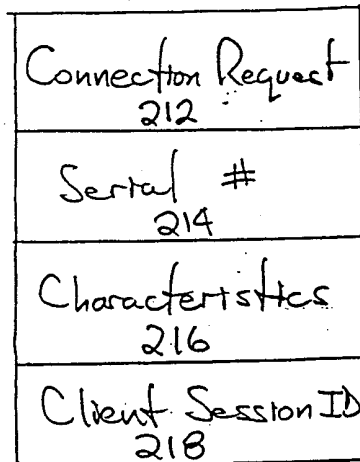 Connection Request
212
Serial #
214
Characteristics
216
Client Session ID
218